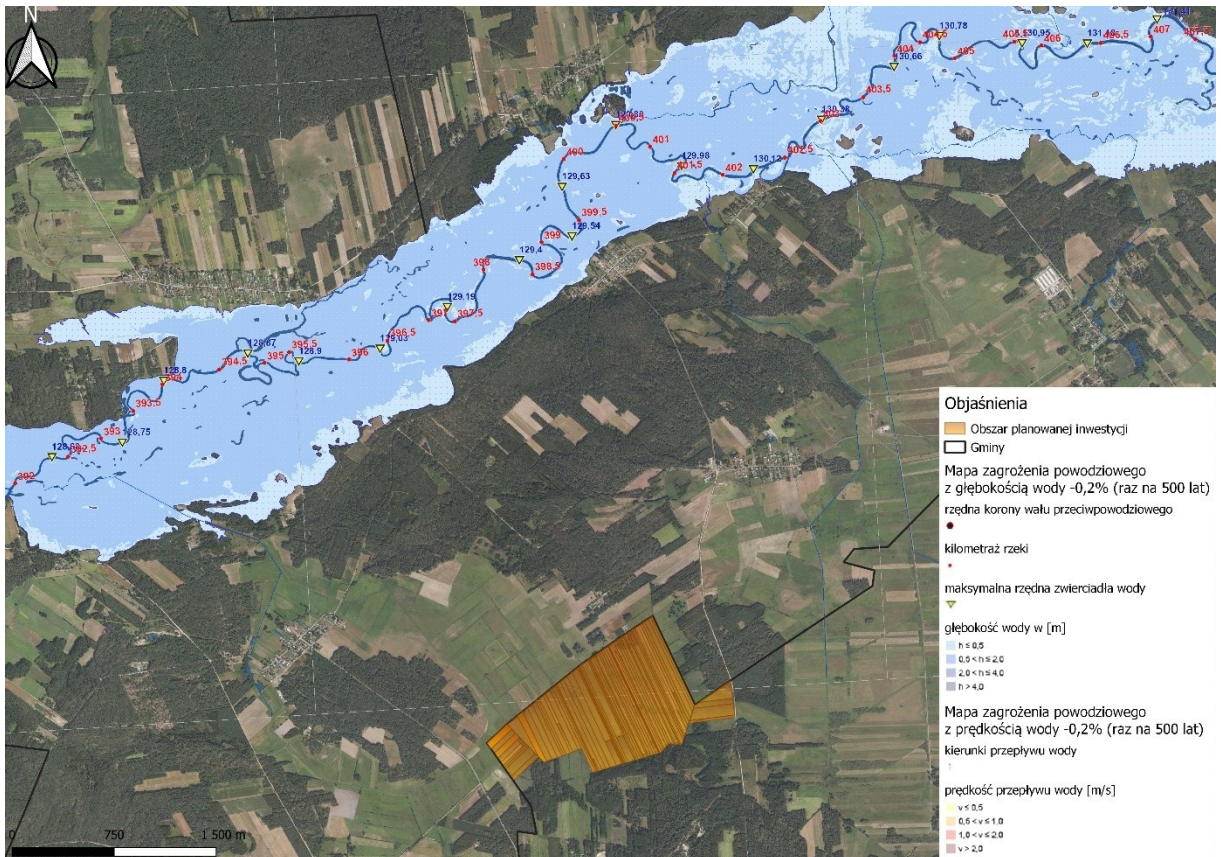 N
130,78
404,5
405,5
130,95
406
406,5
407
404
405
130,66
403,5
130,38
403
401
400
129,98
401,5
402
130,12
402,5
129,63
399,5
129,54
399
129,4
398
398,5
129,19
397
397,5
396,5
129,03
396
128,87
395,5
395
128,9
394,5
128,8
394
393,5
393
128,75
392,5
392
Objaśnienia
Obszar planowanej inwestycji
Gminy
Mapa zagrożenia powodziowego
z głębokością wody -0,2% (raz na 500 lat)
rzędna korony wału przeciwpowodziowego
kilometraż rzeki
maksymalna rzędna zwierciadła wody
głębokość wody w [m]
h ≤ 0,5
0,5 < h ≤ 2,0
2,0 < h ≤ 4,0
h > 4,0
Mapa zagrożenia powodziowego
z prędkością wody -0,2% (raz na 500 lat)
kierunki przepływu wody
prędkość przepływu wody [m/s]
v ≤ 0,5
0,5 < v ≤ 1,0
1,0 < v ≤ 2,0
v > 2,0
0 750 1 500 m